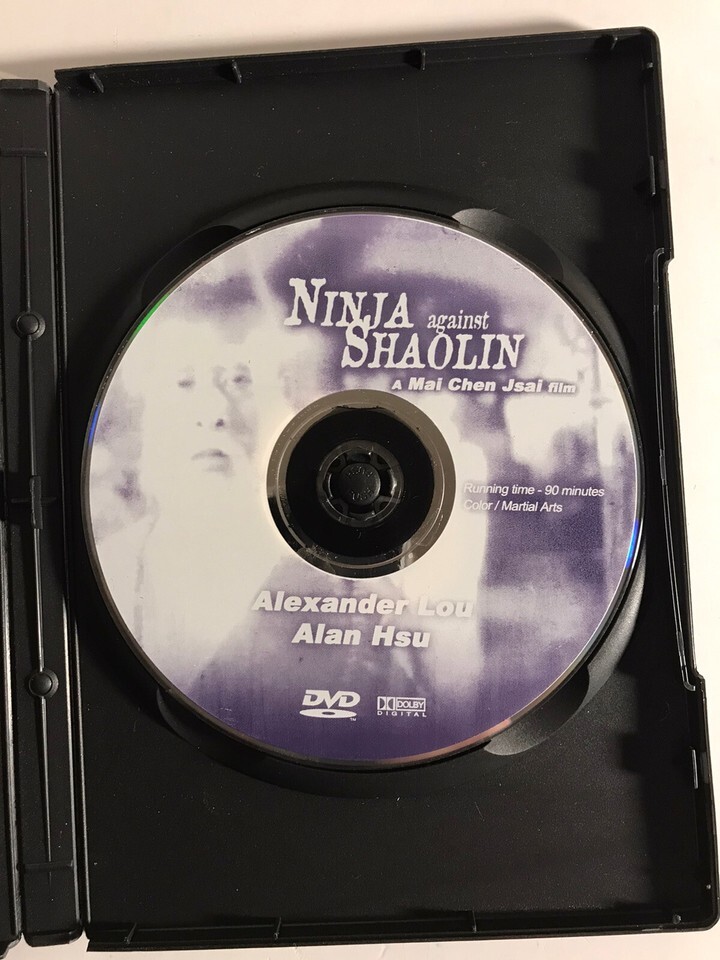 NINJA against
SHAOLIN
A Mai Chen Jsai film
Running time - 90 minutes
Color / Martial Arts
Alexander Lou
Alan Hsu
DVD
TM
DOLBY
DIGITAL